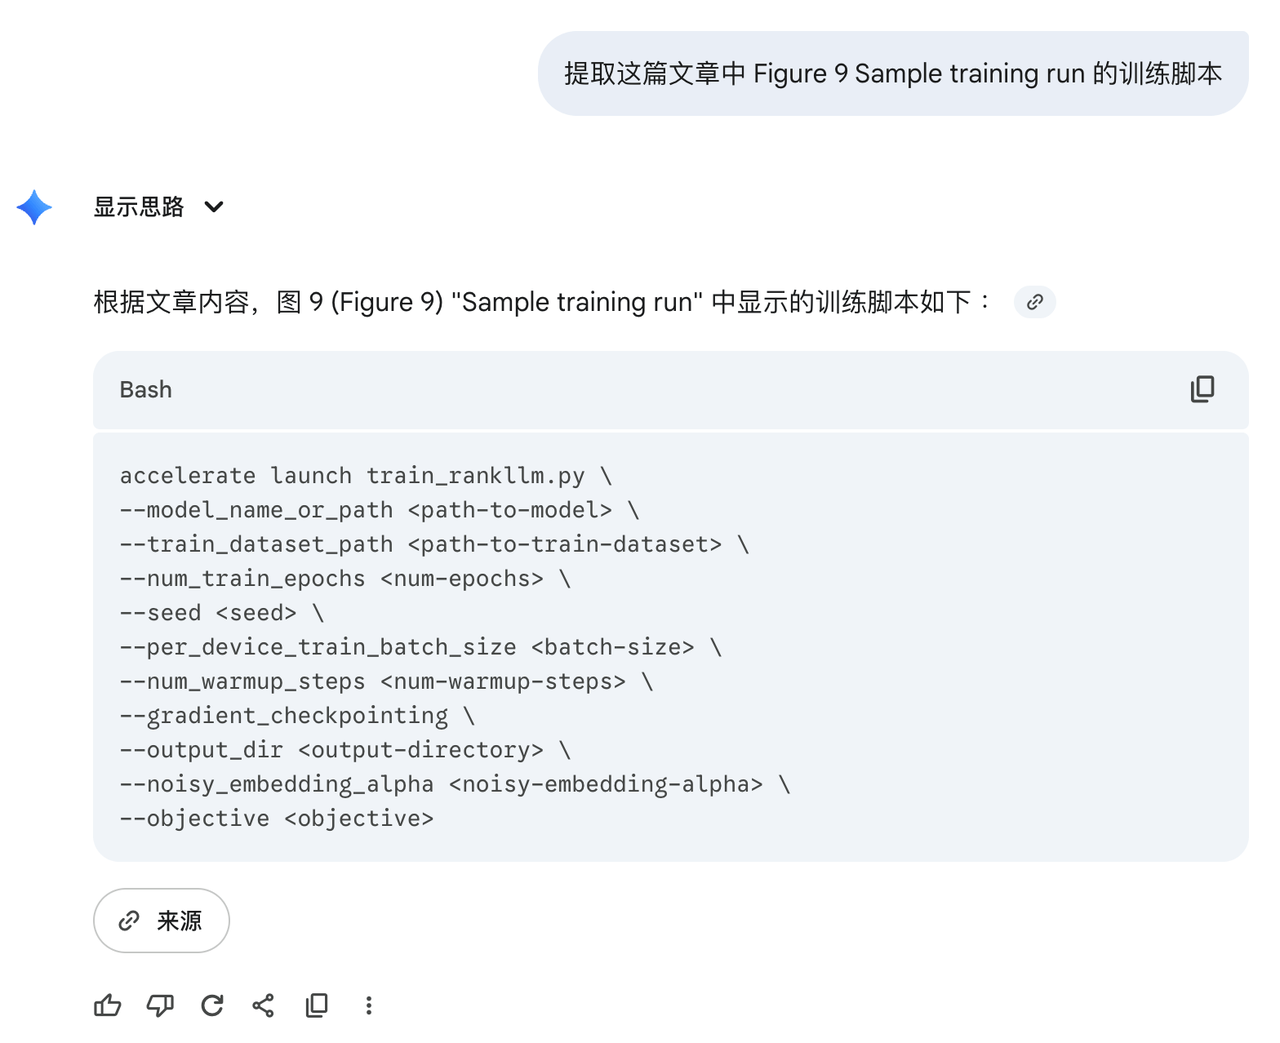 提取这篇文章中 Figure 9 Sample training run 的训练脚本
显示思路
根据文章内容，图 9 (Figure 9) "Sample training run" 中显示的训练脚本如下：
Bash
accelerate launch train_rankllm.py \
--model_name_or_path <path-to-model> \
--train_dataset_path <path-to-train-dataset> \
--num_train_epochs <num-epochs> \
--seed <seed> \
--per_device_train_batch_size <batch-size> \
--num_warmup_steps <num-warmup-steps> \
--gradient_checkpointing \
--output_dir <output-directory> \
--noisy_embedding_alpha <noisy-embedding-alpha> \
--objective <objective>
来源